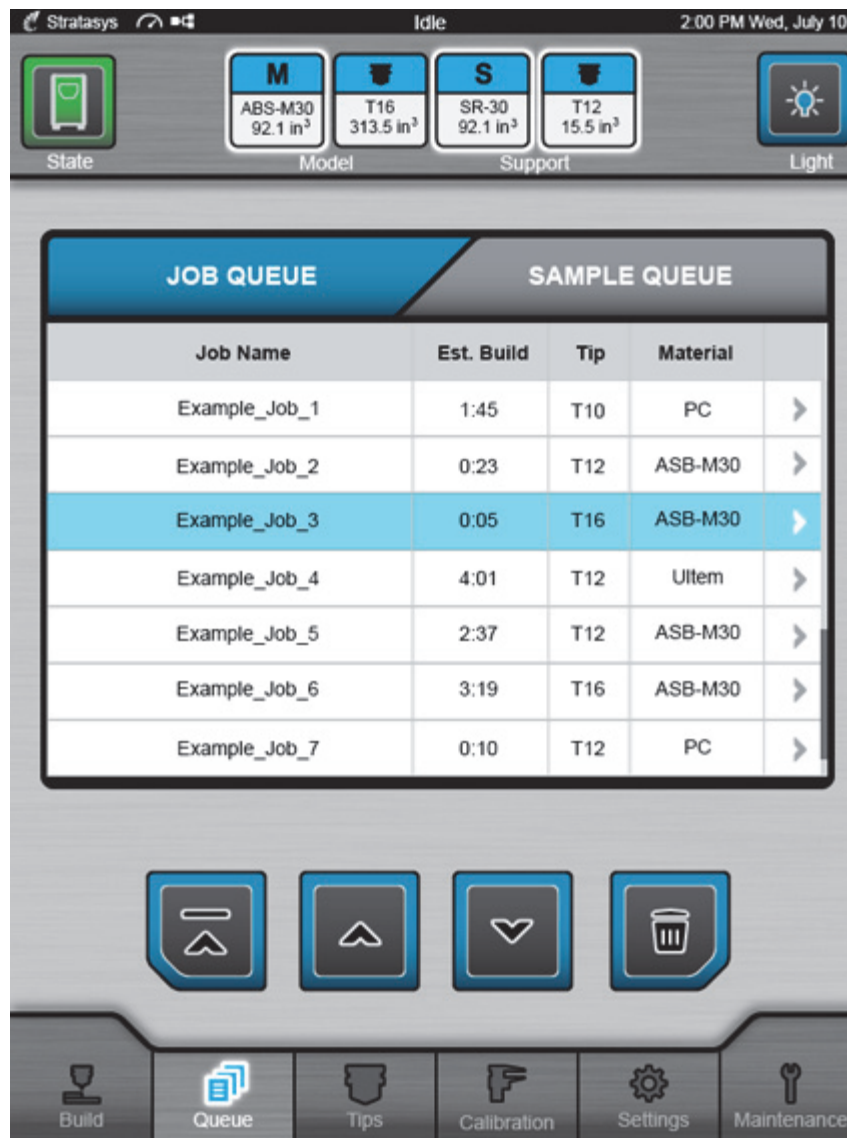 Stratasys Idle 2:00 PM Wed, July 10
M S
ABS-M30 T16 SR-30 T12
92.1 in³ 313.5 in³ 92.1 in³ 15.5 in³
State Model Support Light
JOB QUEUE SAMPLE QUEUE
Job Name Est. Build Tip Material
Example_Job_1 1:45 T10 PC
Example_Job_2 0:23 T12 ASB-M30
Example_Job_3 0:05 T16 ASB-M30
Example_Job_4 4:01 T12 Ultem
Example_Job_5 2:37 T12 ASB-M30
Example_Job_6 3:19 T16 ASB-M30
Example_Job_7 0:10 T12 PC
Build Queue Tips Calibration Settings Maintenance